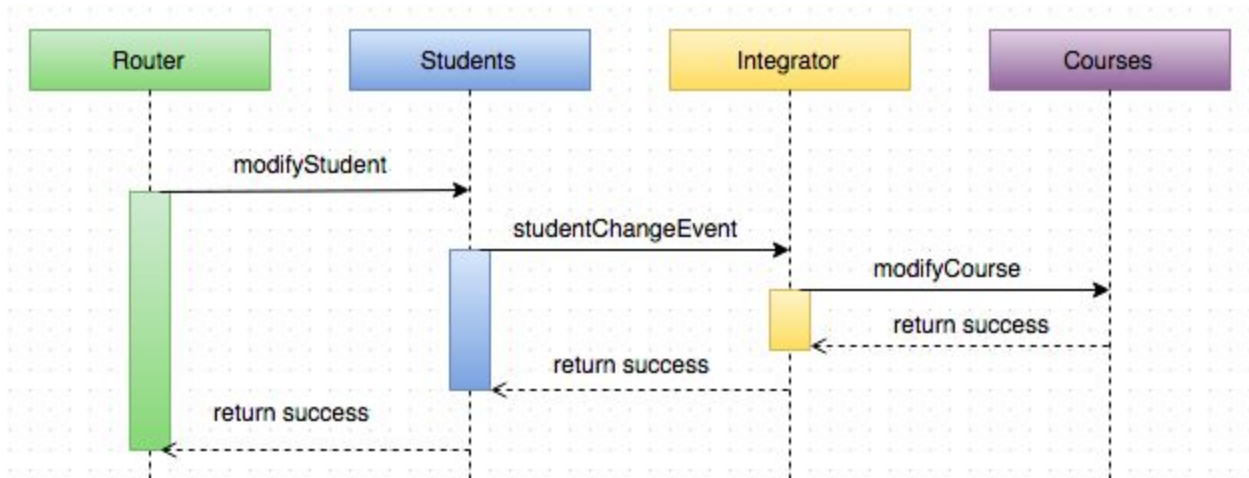 Router
Students
Integrator
Courses
modifyStudent
studentChangeEvent
modifyCourse
return success
return success
return success